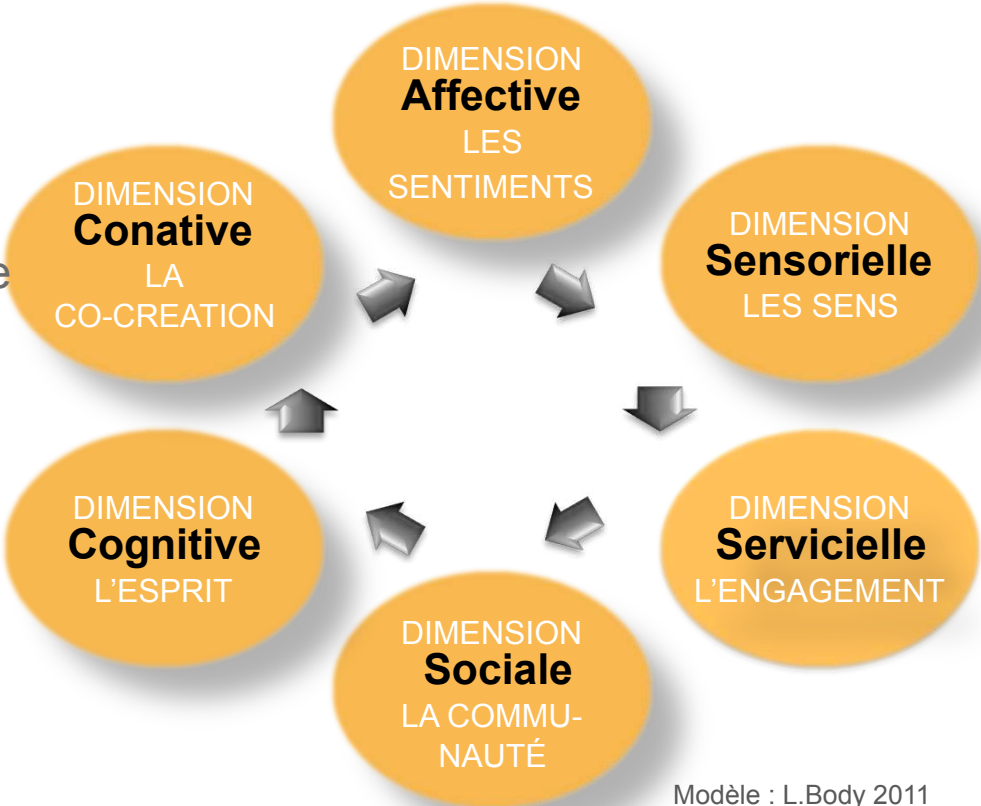 DIMENSION
Affective
LES
SENTIMENTS
DIMENSION
Sensorielle
LES SENS
DIMENSION
Servicielle
L'ENGAGEMENT
DIMENSION
Sociale
LA COMMU-
NAUTÉ
DIMENSION
Cognitive
L'ESPRIT
DIMENSION
Conative
LA
CO-CREATION
e
Modèle : L.Body 2011